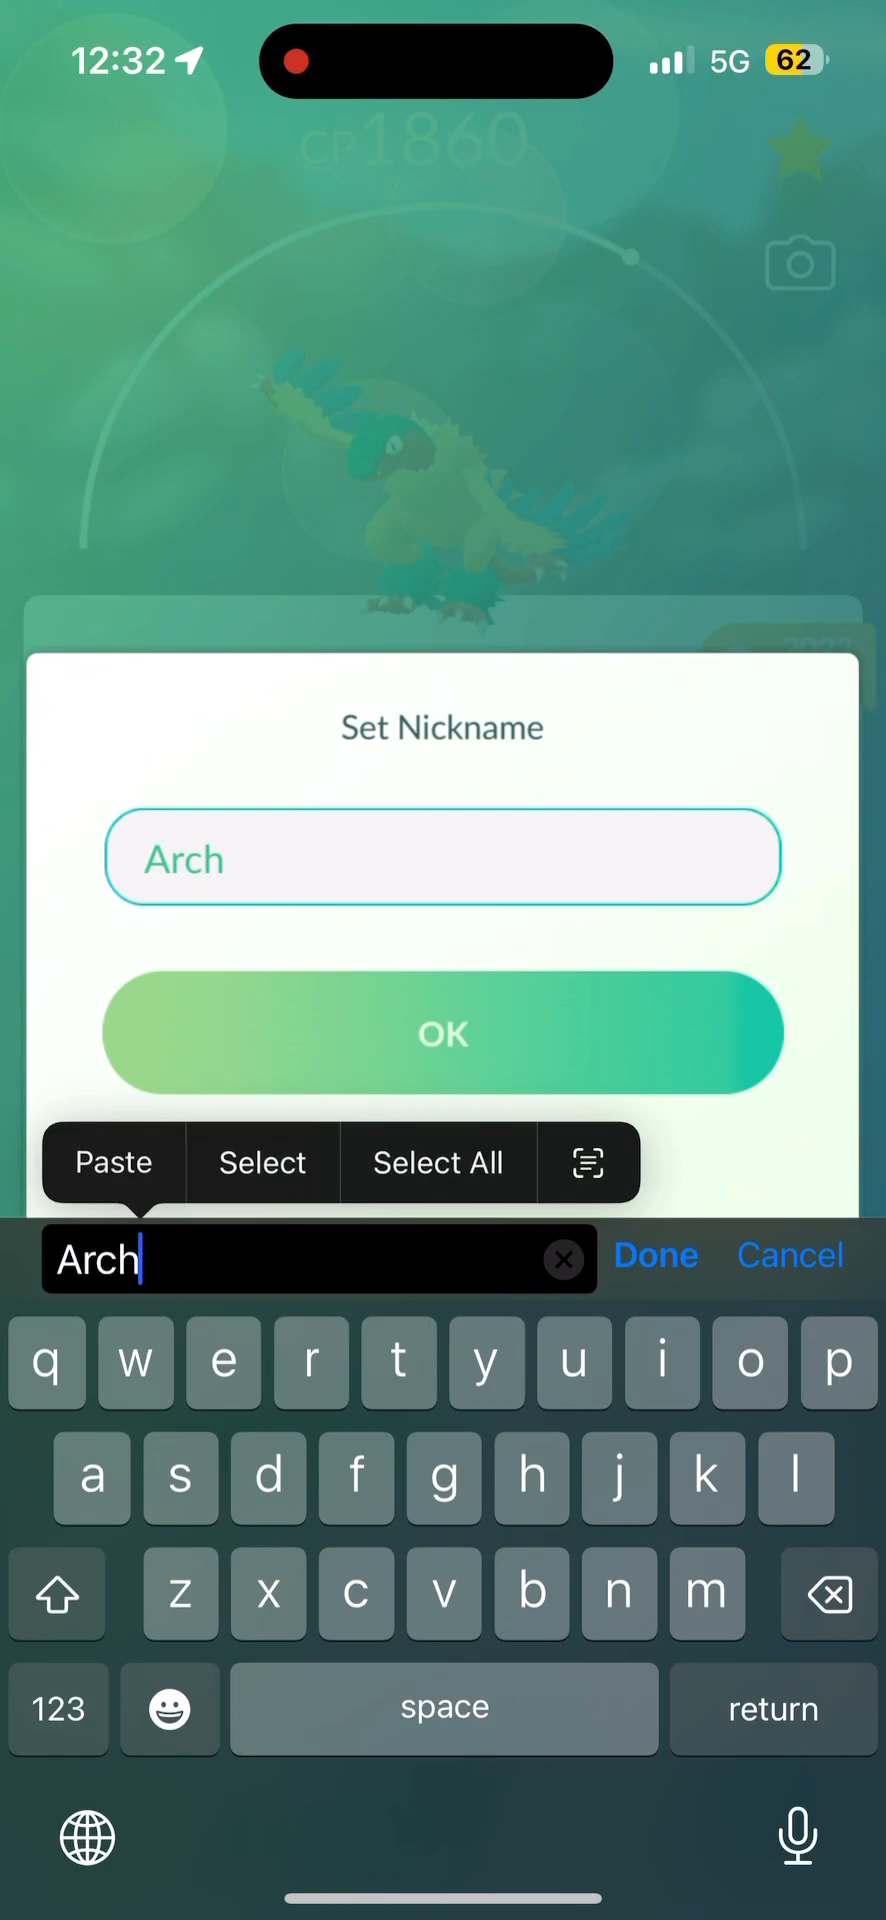 12:32 5G 62
CP1860
2023
Set Nickname
Arch
OK
Paste Select Select All
Arch Done Cancel
q w e r t y u i o p
a s d f g h j k l
z x c v b n m
123 space return